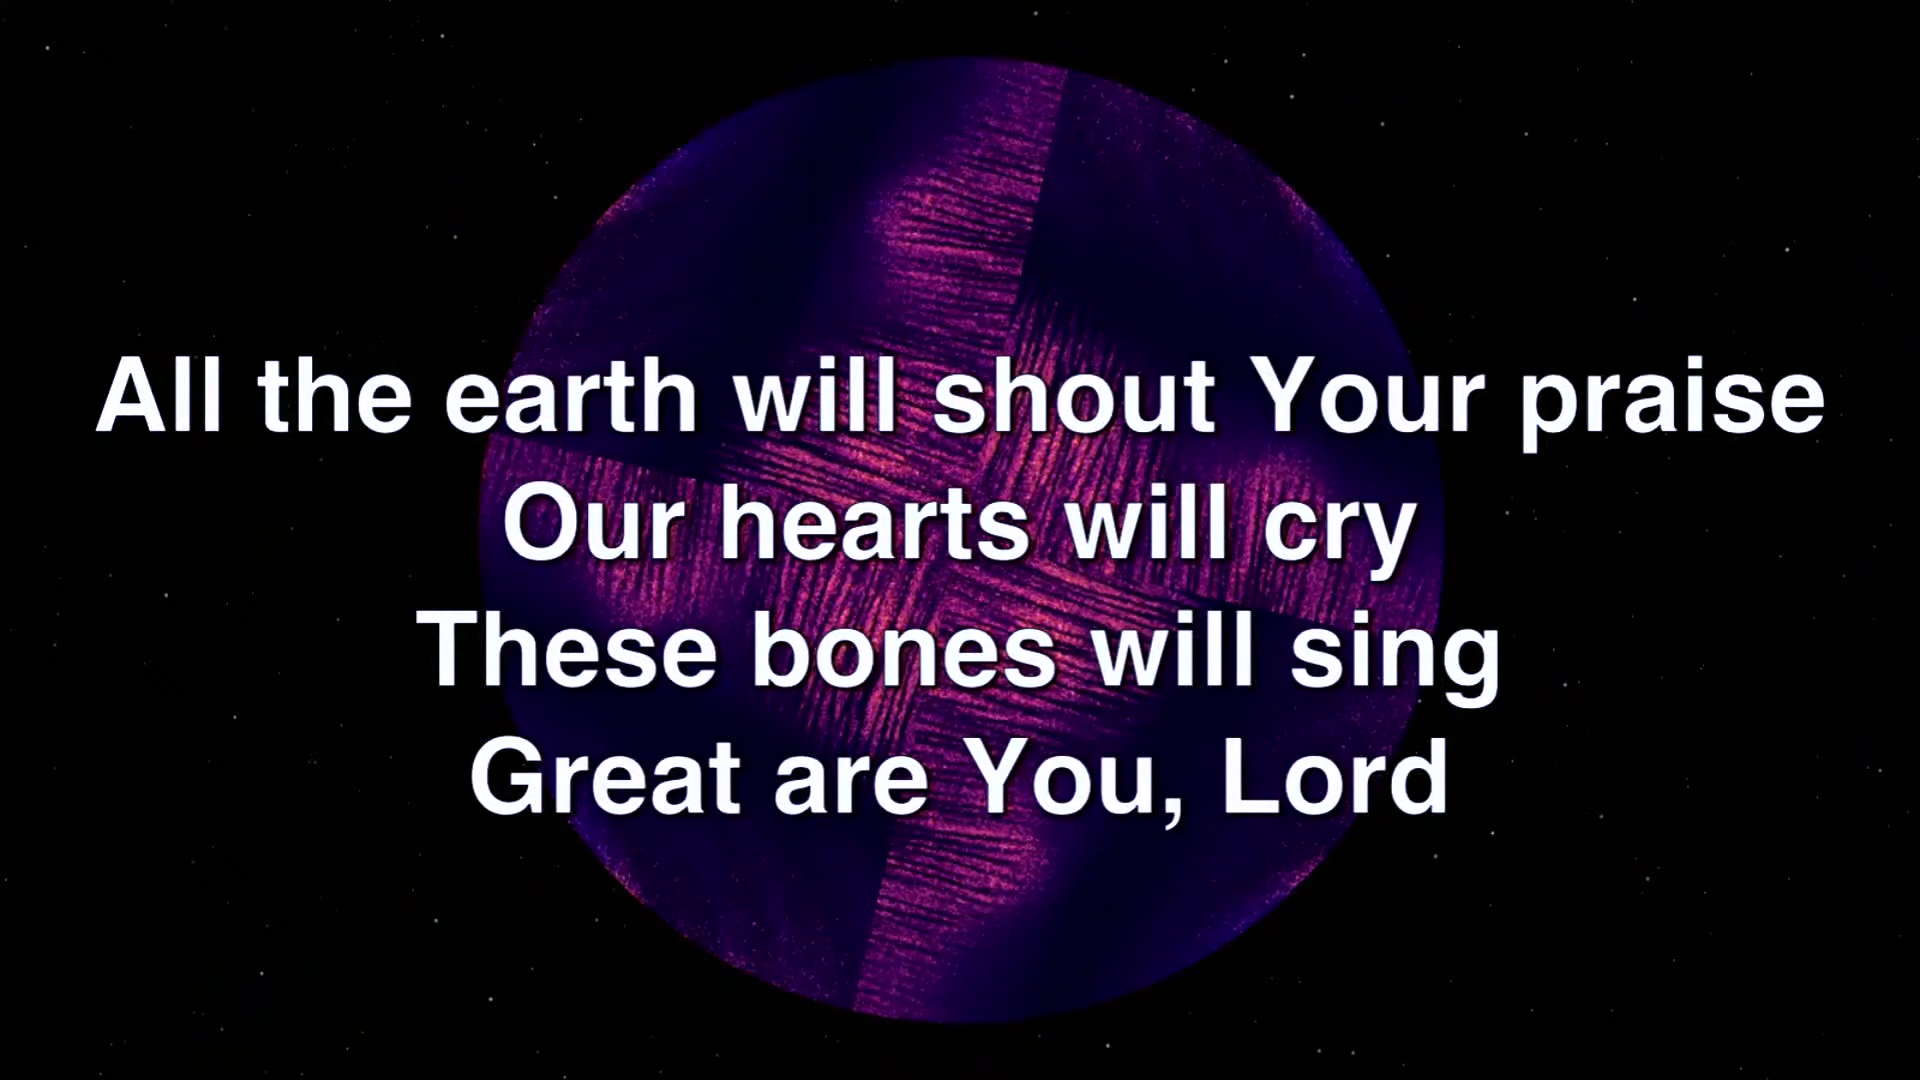 All the earth will shout Your praise
Our hearts will cry
These bones will sing
Great are You, Lord